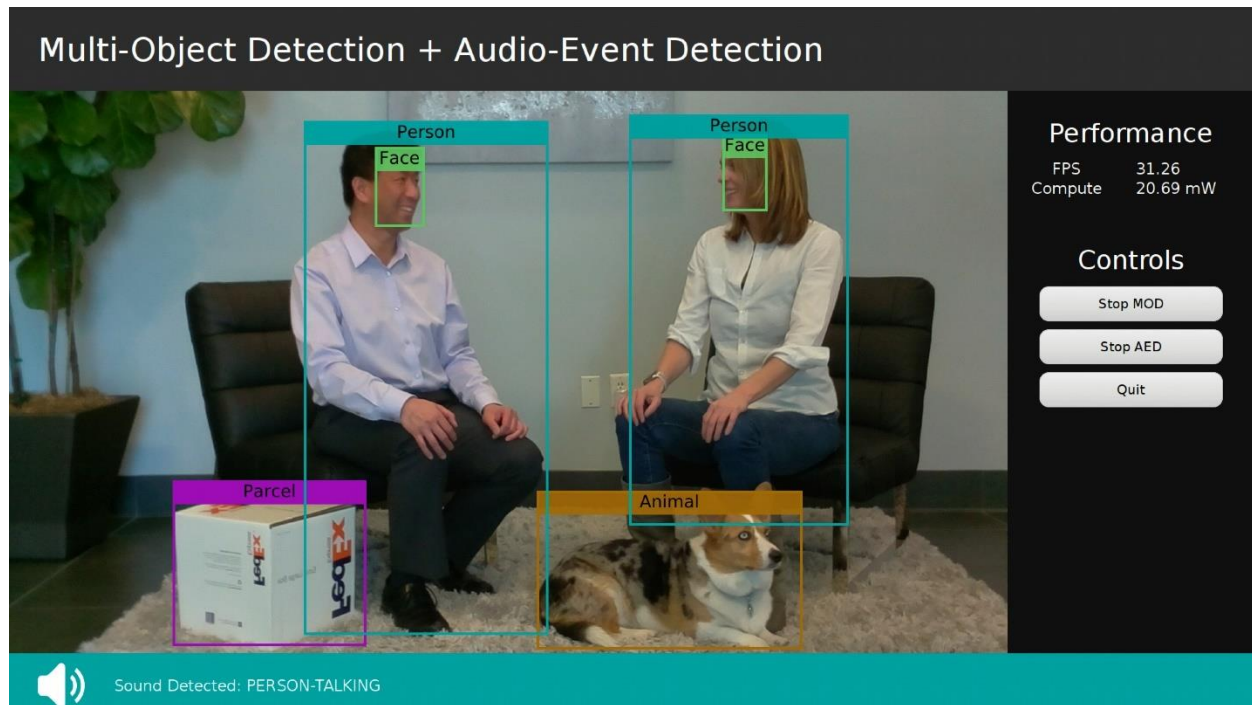 Multi-Object Detection + Audio-Event Detection
Person
Face
Person
Face
Parcel
FedEx
FedEx
Animal
Performance
FPS 31.26
Compute 20.69 mW
Controls
Stop MOD
Stop AED
Quit
Sound Detected: PERSON-TALKING